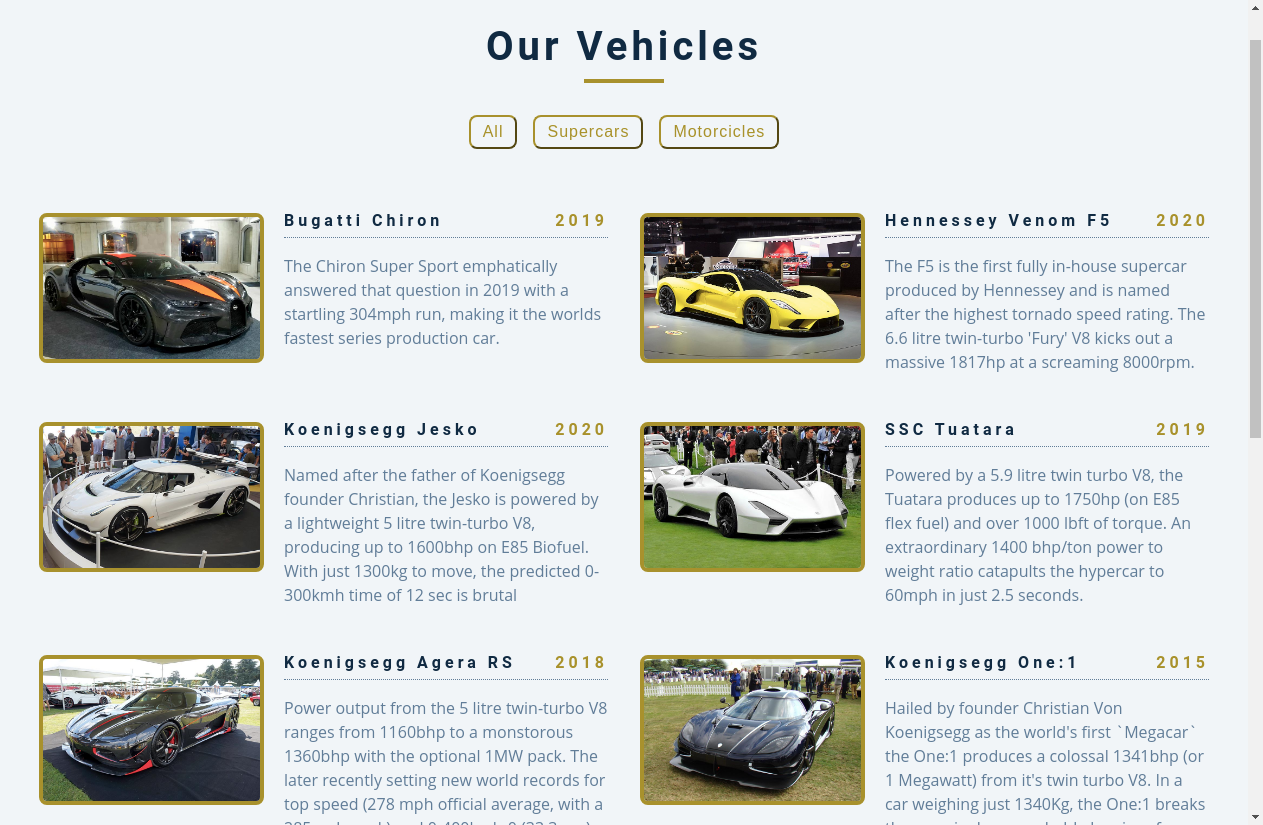 Our Vehicles
All
Supercars
Motorcicles
Bugatti Chiron
2019
The Chiron Super Sport emphatically
answered that question in 2019 with a
startling 304mph run, making it the worlds
fastest series production car.
Hennessey Venom F5
2020
The F5 is the first fully in-house supercar
produced by Hennessey and is named
after the highest tornado speed rating. The
6.6 litre twin-turbo 'Fury' V8 kicks out a
massive 1817hp at a screaming 8000rpm.
Koenigsegg Jesko
2020
Named after the father of Koenigsegg
founder Christian, the Jesko is powered by
a lightweight 5 litre twin-turbo V8,
producing up to 1600bhp on E85 Biofuel.
With just 1300kg to move, the predicted 0-
300kmh time of 12 sec is brutal
SSC Tuatara
2019
Powered by a 5.9 litre twin turbo V8, the
Tuatara produces up to 1750hp (on E85
flex fuel) and over 1000 lbft of torque. An
extraordinary 1400 bhp/ton power to
weight ratio catapults the hypercar to
60mph in just 2.5 seconds.
Koenigsegg Agera RS
2018
Power output from the 5 litre twin-turbo V8
ranges from 1160bhp to a monstorous
1360bhp with the optional 1MW pack. The
later recently setting new world records for
top speed (278 mph official average, with a
Koenigsegg One:1
2015
Hailed by founder Christian Von
Koenigsegg as the world's first `Megacar`
the One:1 produces a colossal 1341bhp (or
1 Megawatt) from it's twin turbo V8. In a
car weighing just 1340Kg, the One:1 breaks